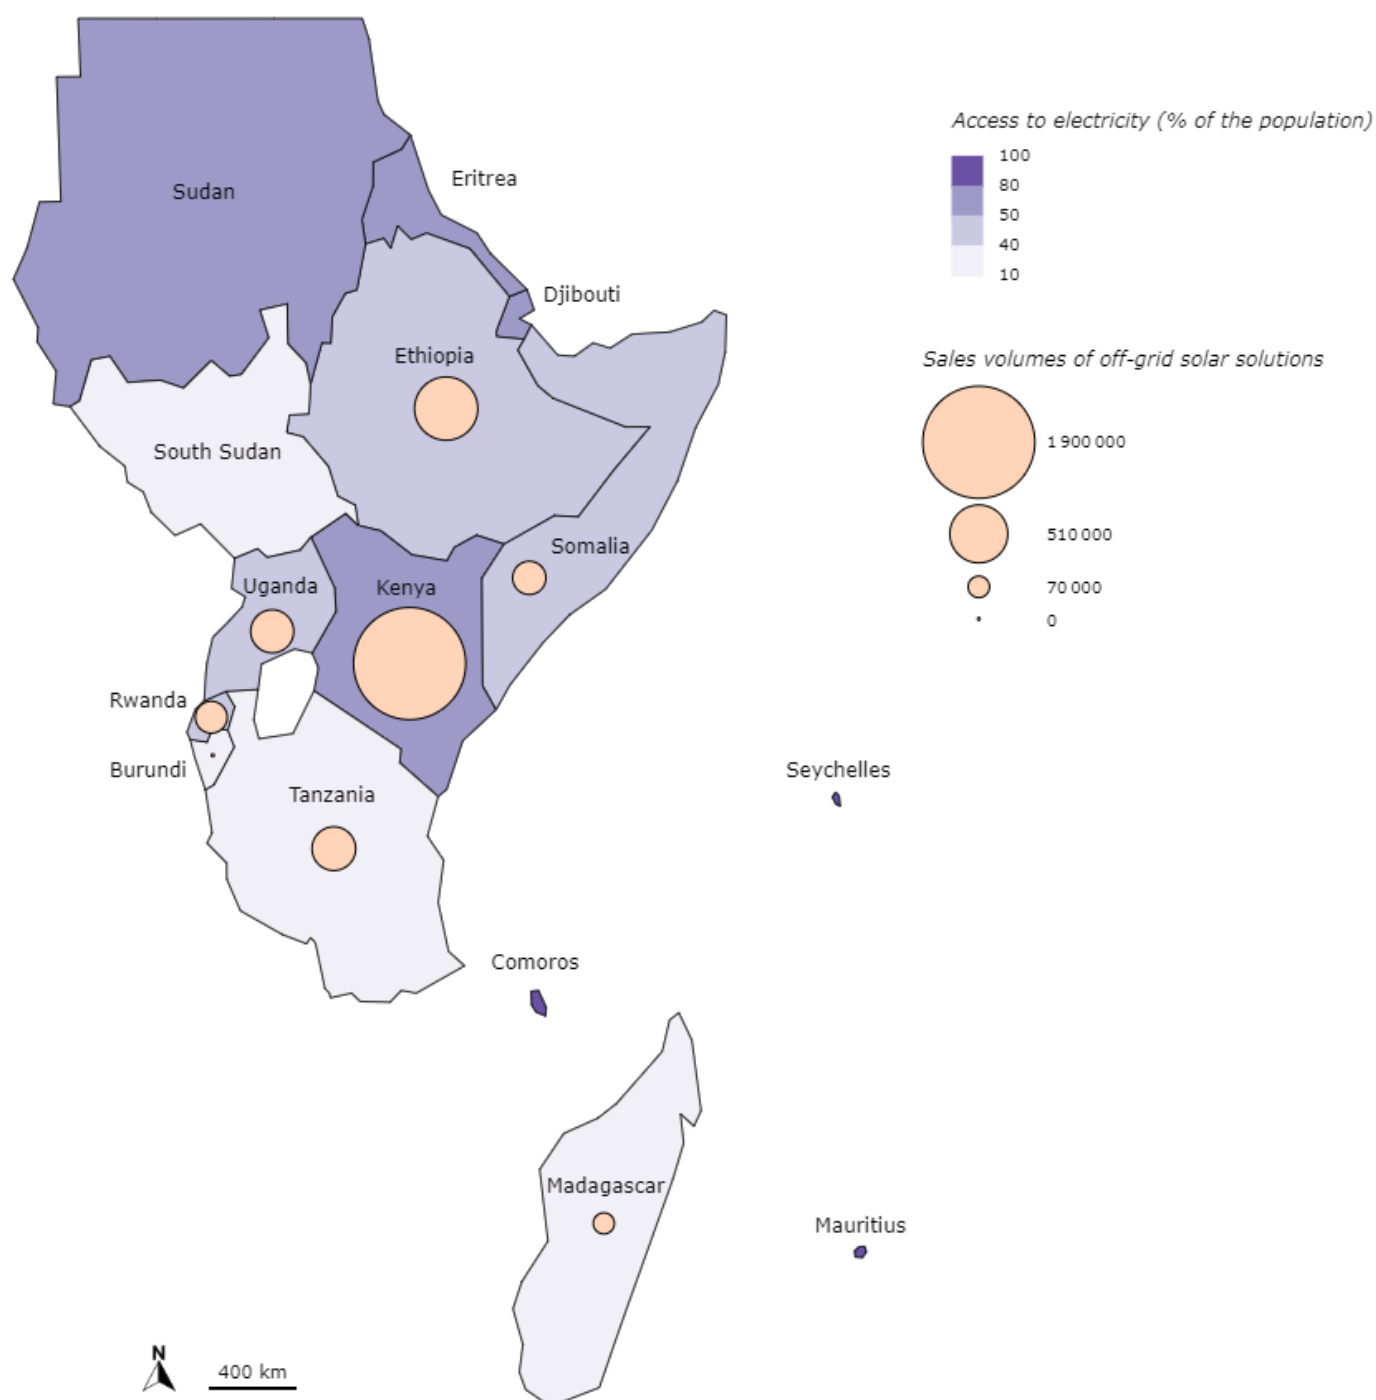 Access to electricity (% of the population)
100
80
50
40
10
Sudan
Eritrea
Djibouti
Ethiopia
South Sudan
Somalia
Uganda
Kenya
Rwanda
Burundi
Tanzania
Seychelles
Comoros
Madagascar
Mauritius
Sales volumes of off-grid solar solutions
1 900 000
510 000
70 000
0
N
400 km